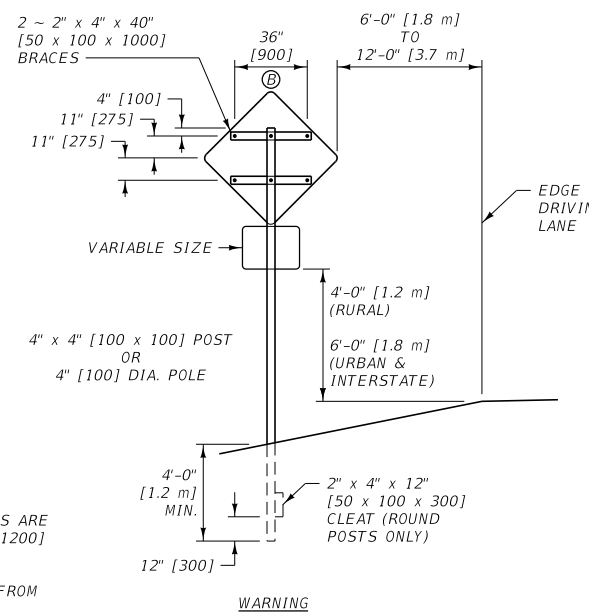 2 ~ 2" x 4" x 40"
[50 x 100 x 1000]
BRACES
36"
[900]
6'-0" [1.8 m]
TO
12'-0" [3.7 m]
B
4" [100]
11" [275]
11" [275]
EDGE
DRIVIN
LANE
VARIABLE SIZE
4'-0" [1.2 m]
(RURAL)
6'-0" [1.8 m]
(URBAN &
INTERSTATE)
4" x 4" [100 x 100] POST
OR
4" [100] DIA. POLE
4'-0"
[1.2 m]
MIN.
2" x 4" x 12"
[50 x 100 x 300]
CLEAT (ROUND
POSTS ONLY)
S ARE
1200]
12" [300]
FROM
WARNING